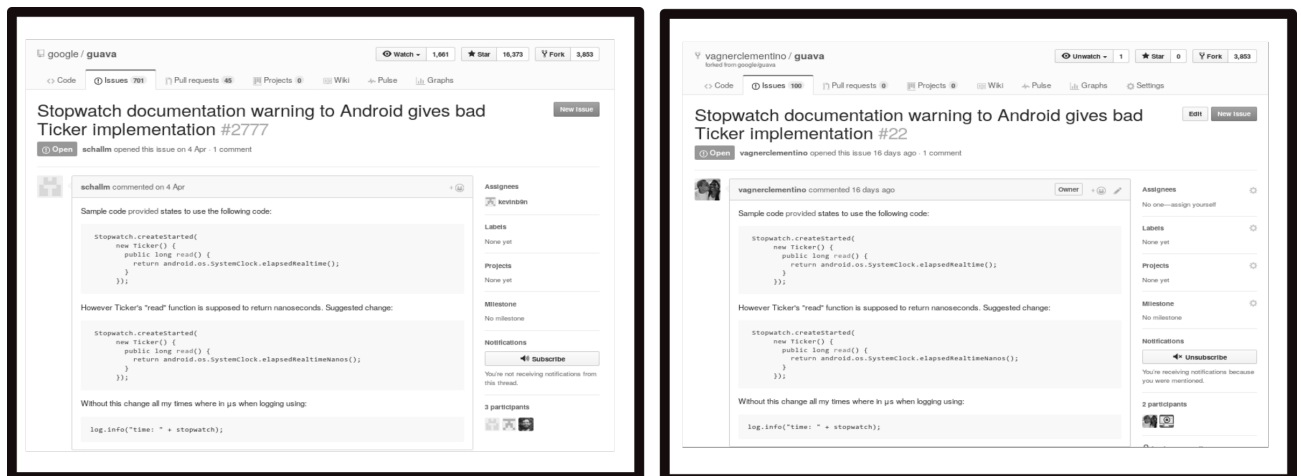 google / guava
Watch 1,661 Star 16,373 Fork 3,853
Code Issues 701 Pull requests 45 Projects 0 Wiki Pulse Graphs
Stopwatch documentation warning to Android gives bad
Ticker implementation #2777
New issue
Open schallm opened this issue on 4 Apr · 1 comment
schallm commented on 4 Apr
Sample code provided states to use the following code:
Stopwatch.createStarted(
new Ticker() {
public long read() {
return android.os.SystemClock.elapsedRealtime();
}
});
However Ticker's "read" function is supposed to return nanoseconds. Suggested change:
Stopwatch.createStarted(
new Ticker() {
public long read() {
return android.os.SystemClock.elapsedRealtimeNanos();
}
});
Without this change all my times where in µs when logging using:
log.info("time: " + stopwatch);
Assignees
kevinb9n
Labels
None yet
Projects
None yet
Milestone
No milestone
Notifications
Subscribe
You're not receiving notifications from
this thread.
3 participants
vagnerclementino / guava
forked from google/guava
Unwatch 1 Star 0 Fork 3,853
Code Issues 100 Pull requests 0 Projects 0 Wiki Pulse Graphs Settings
Stopwatch documentation warning to Android gives bad
Ticker implementation #22
Edit New issue
Open vagnerclementino opened this issue 16 days ago · 1 comment
vagnerclementino commented 16 days ago Owner
Sample code provided states to use the following code:
Stopwatch.createStarted(
new Ticker() {
public long read() {
return android.os.SystemClock.elapsedRealtime();
}
});
However Ticker's "read" function is supposed to return nanoseconds. Suggested change:
Stopwatch.createStarted(
new Ticker() {
public long read() {
return android.os.SystemClock.elapsedRealtimeNanos();
}
});
Without this change all my times where in µs when logging using:
log.info("time: " + stopwatch);
Assignees
No one—assign yourself
Labels
None yet
Projects
None yet
Milestone
No milestone
Notifications
Unsubscribe
You're receiving notifications because
you were mentioned.
2 participants